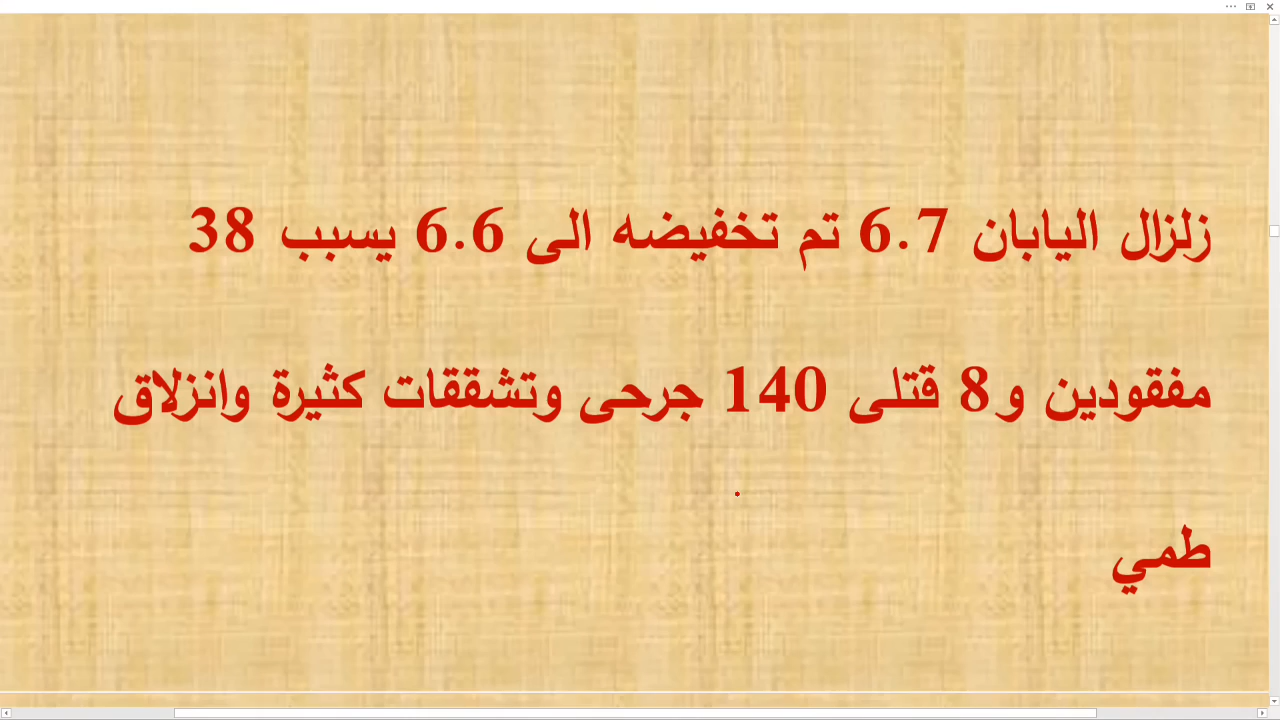 زلزال اليابان 6.7 تم تخفيضه الى 6.6 يسبب 38
مفقودين و8 قتلى 140 جرحى وتشققات كثيرة وانزلاق
طمي